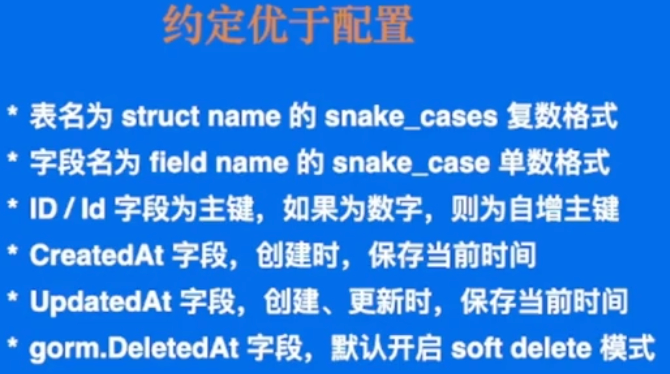 约定优于配置
* 表名为 struct name 的 snake_cases 复数格式
* 字段名为 field name 的 snake_case 单数格式
* ID / Id 字段为主键，如果为数字，则为自增主键
* CreatedAt 字段，创建时，保存当前时间
* UpdatedAt 字段，创建、更新时，保存当前时间
* gorm.DeletedAt 字段，默认开启 soft delete 模式